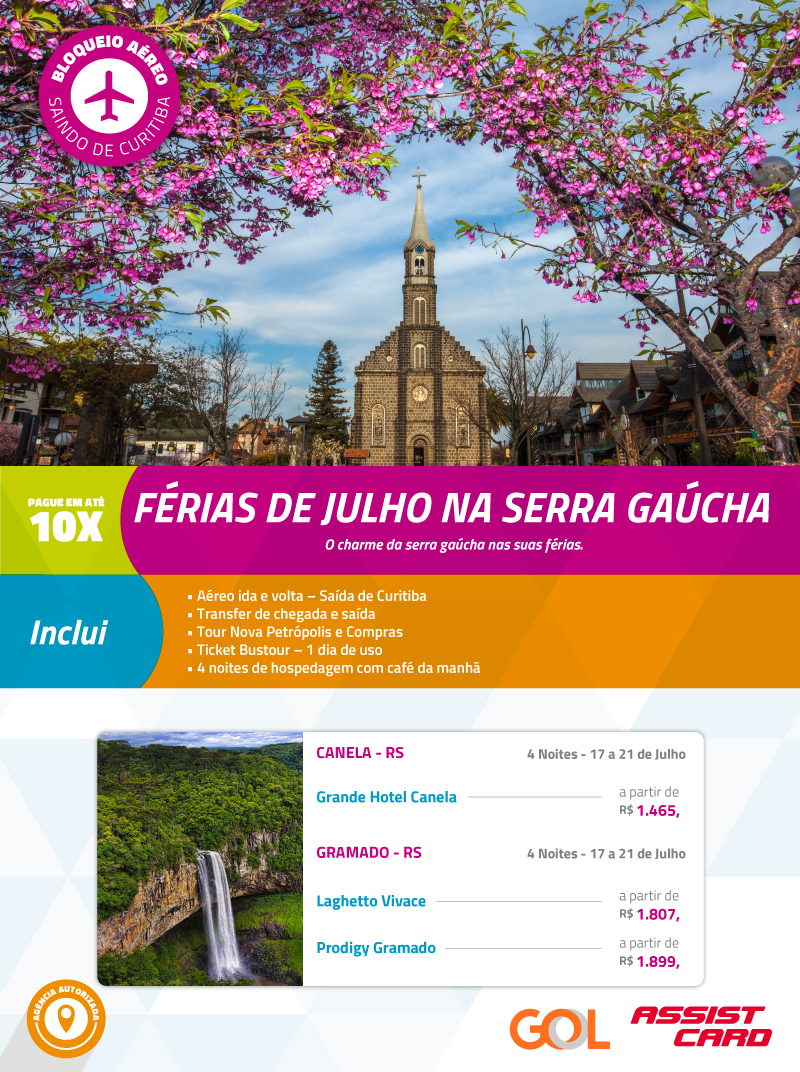 BLOQUEIO AÉREO
SAINDO DE CURITIBA
PAGUE EM ATÉ
10X
FÉRIAS DE JULHO NA SERRA GAÚCHA
O charme da serra gaúcha nas suas férias.
Inclui
• Aéreo ida e volta – Saída de Curitiba
• Transfer de chegada e saída
• Tour Nova Petrópolis e Compras
• Ticket Bustour – 1 dia de uso
• 4 noites de hospedagem com café da manhã
CANELA - RS 4 Noites - 17 a 21 de Julho
Grande Hotel Canela a partir de
R$ 1.465,
GRAMADO - RS 4 Noites - 17 a 21 de Julho
Laghetto Vivace a partir de
R$ 1.807,
Prodigy Gramado a partir de
R$ 1.899,
AGÊNCIA AUTORIZADA
GOL
ASSIST
CARD